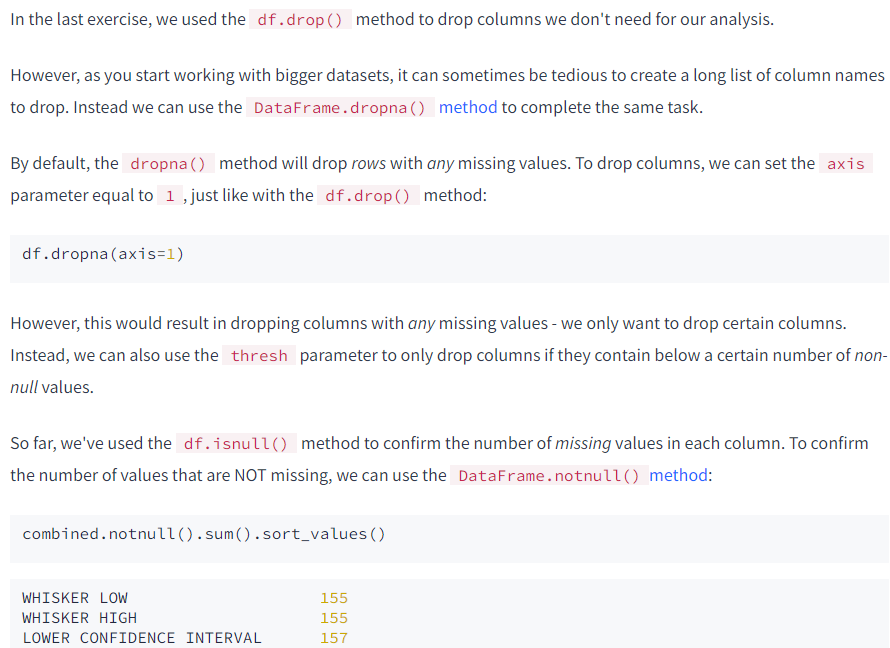 In the last exercise, we used the df.drop() method to drop columns we don't need for our analysis.
However, as you start working with bigger datasets, it can sometimes be tedious to create a long list of column names
to drop. Instead we can use the DataFrame.dropna() method to complete the same task.
By default, the dropna() method will drop rows with any missing values. To drop columns, we can set the axis
parameter equal to 1 , just like with the df.drop() method:
df.dropna(axis=1)
However, this would result in dropping columns with any missing values - we only want to drop certain columns.
Instead, we can also use the thresh parameter to only drop columns if they contain below a certain number of non-
null values.
So far, we've used the df.isnull() method to confirm the number of missing values in each column. To confirm
the number of values that are NOT missing, we can use the DataFrame.notnull() method:
combined.notnull().sum().sort_values()
WHISKER LOW 155
WHISKER HIGH 155
LOWER CONFIDENCE INTERVAL 157